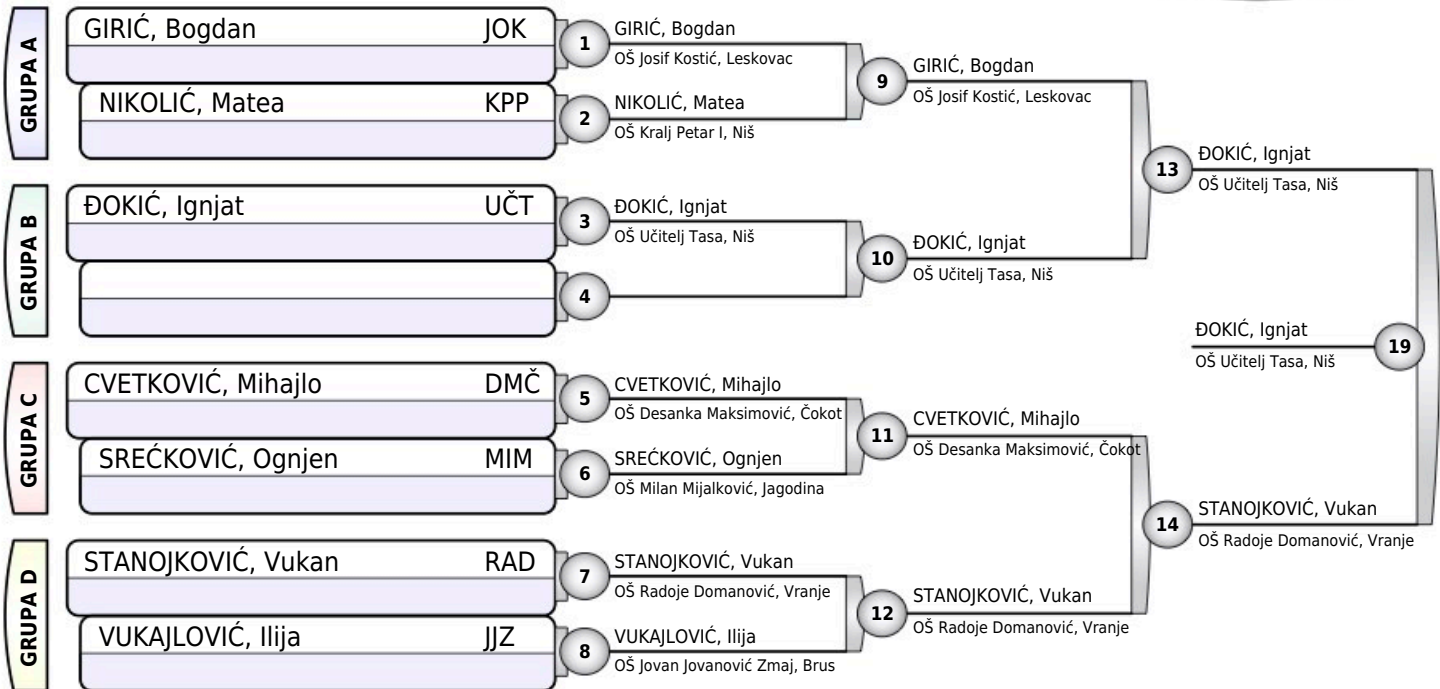 GRUPA A
GIRIĆ, Bogdan JOK
NIKOLIĆ, Matea KPP
GRUPA B
ĐOKIĆ, Ignjat UČT
GRUPA C
CVETKOVIĆ, Mihajlo DMČ
SREĆKOVIĆ, Ognjen MIM
GRUPA D
STANOJKOVIĆ, Vukan RAD
VUKAJLOVIĆ, Ilija JJZ
1
GIRIĆ, Bogdan
OŠ Josif Kostić, Leskovac
2
NIKOLIĆ, Matea
OŠ Kralj Petar I, Niš
3
ĐOKIĆ, Ignjat
OŠ Učitelj Tasa, Niš
4
5
CVETKOVIĆ, Mihajlo
OŠ Desanka Maksimović, Čokot
6
SREĆKOVIĆ, Ognjen
OŠ Milan Mijalković, Jagodina
7
STANOJKOVIĆ, Vukan
OŠ Radoje Domanović, Vranje
8
VUKAJLOVIĆ, Ilija
OŠ Jovan Jovanović Zmaj, Brus
9
GIRIĆ, Bogdan
OŠ Josif Kostić, Leskovac
10
ĐOKIĆ, Ignjat
OŠ Učitelj Tasa, Niš
11
CVETKOVIĆ, Mihajlo
OŠ Desanka Maksimović, Čokot
12
STANOJKOVIĆ, Vukan
OŠ Radoje Domanović, Vranje
13
ĐOKIĆ, Ignjat
OŠ Učitelj Tasa, Niš
14
STANOJKOVIĆ, Vukan
OŠ Radoje Domanović, Vranje
ĐOKIĆ, Ignjat
OŠ Učitelj Tasa, Niš
19